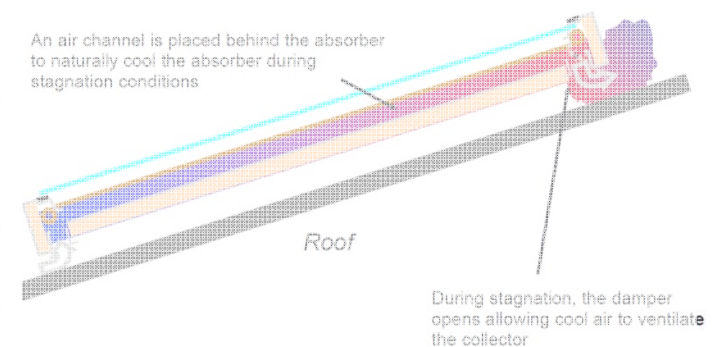 An air channel is placed behind the absorber
to naturally cool the absorber during
stagnation conditions
Roof
During stagnation, the damper
opens allowing cool air to ventilate
the collector